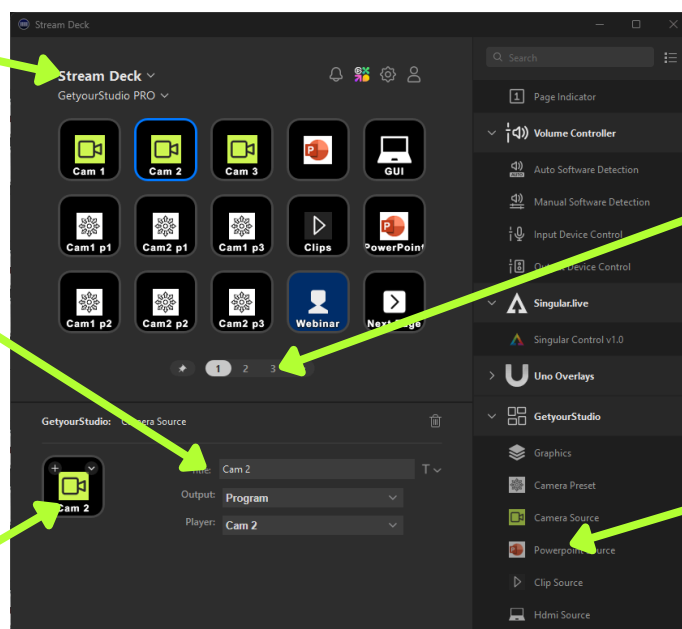 Stream Deck
Stream Deck
GetyourStudio PRO
Cam 1
Cam 2
Cam 3
GUI
Cam1 p1
Cam2 p1
Cam1 p3
Clips
PowerPoint
Cam1 p2
Cam2 p2
Cam2 p3
Webinar
Next Page
1 2 3
GetyourStudio: Camera Source
Cam 2
Title: Cam 2
T
Output: Program
Player: Cam 2
Search
1 Page Indicator
Volume Controller
AUTO Auto Software Detection
Manual Software Detection
Input Device Control
Output Device Control
Singular.live
Singular Control v1.0
Uno Overlays
GetyourStudio
Graphics
Camera Preset
Camera Source
Powerpoint Source
Clip Source
Hdmi Source